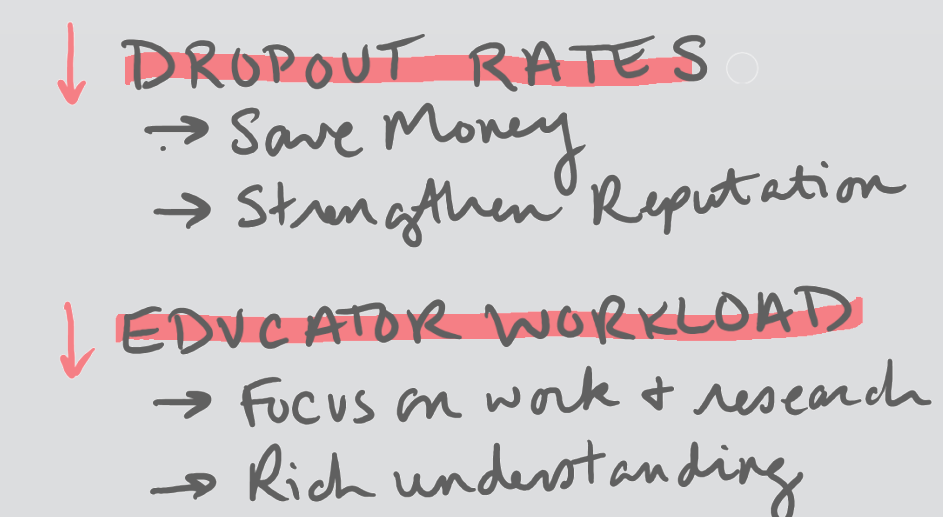 ↓ DROPOUT RATES
→ Save Money
→ Strengthen Reputation
↓ EDUCATOR WORKLOAD
→ Focus on work + research
→ Rich understanding